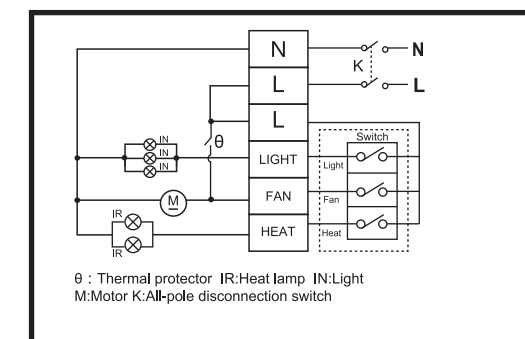 N
N
K
L
L
L
Switch
θ
IN
IN
IN
LIGHT
Light
M
FAN
Fan
IR
HEAT
Heat
IR
θ : Thermal protector IR:Heat lamp IN:Light
M:Motor K:All-pole disconnection switch